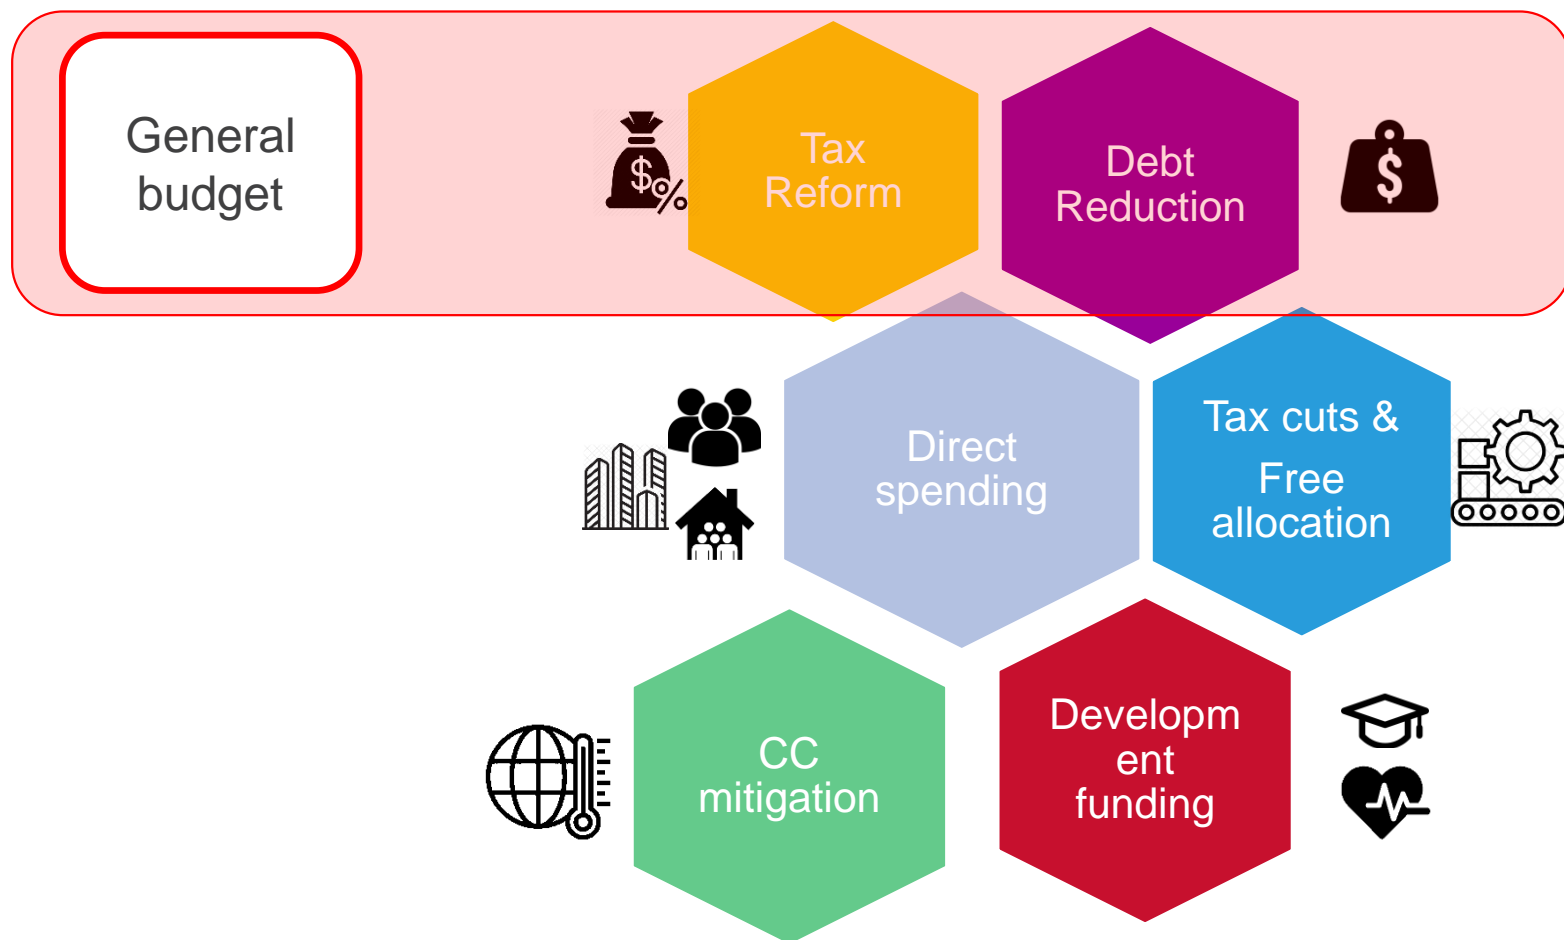 General
budget
$%
Tax
Reform
Debt
Reduction
$
Direct
spending
Tax cuts &
Free
allocation
CC
mitigation
Developm
ent
funding